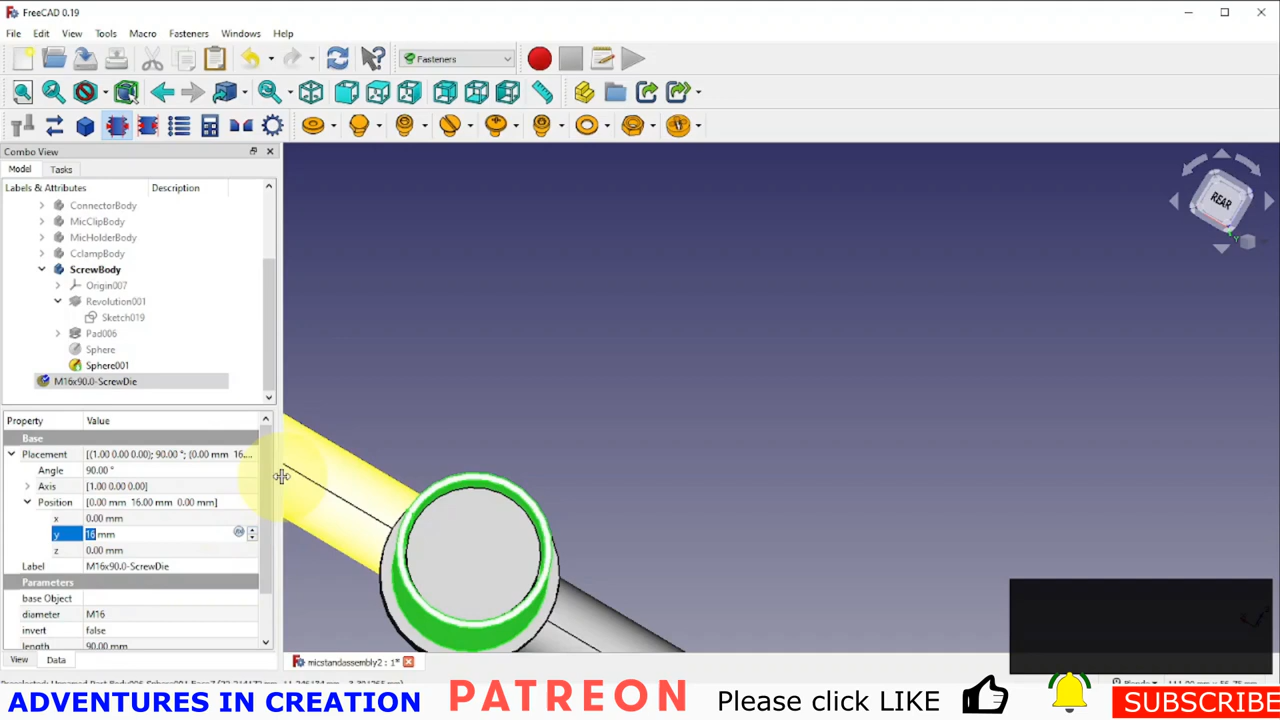 FreeCAD 0.19
File Edit View Tools Macro Fasteners Windows Help
Fasteners
Combo View
Model Tasks
Labels & Attributes Description
ConnectorBody
MicClipBody
MicHolderBody
CclampBody
ScrewBody
Origin007
Revolution001
Sketch019
Pad006
Sphere
Sphere001
M16x90.0-ScrewDie
REAR
Property Value
Base
Placement [(1.00 0.00 0.00); 90.00 °; (0.00 mm 16....
Angle 90.00 °
Axis [1.00 0.00 0.00]
Position [0.00 mm 16.00 mm 0.00 mm]
x 0.00 mm
y 16 mm
z 0.00 mm
Label M16x90.0-ScrewDie
Parameters
base Object
diameter M16
invert false
length 90.00 mm
View Data
micstandassembly2 : 1*
ADVENTURES IN CREATION PATREON Please click LIKE SUBSCRIBE